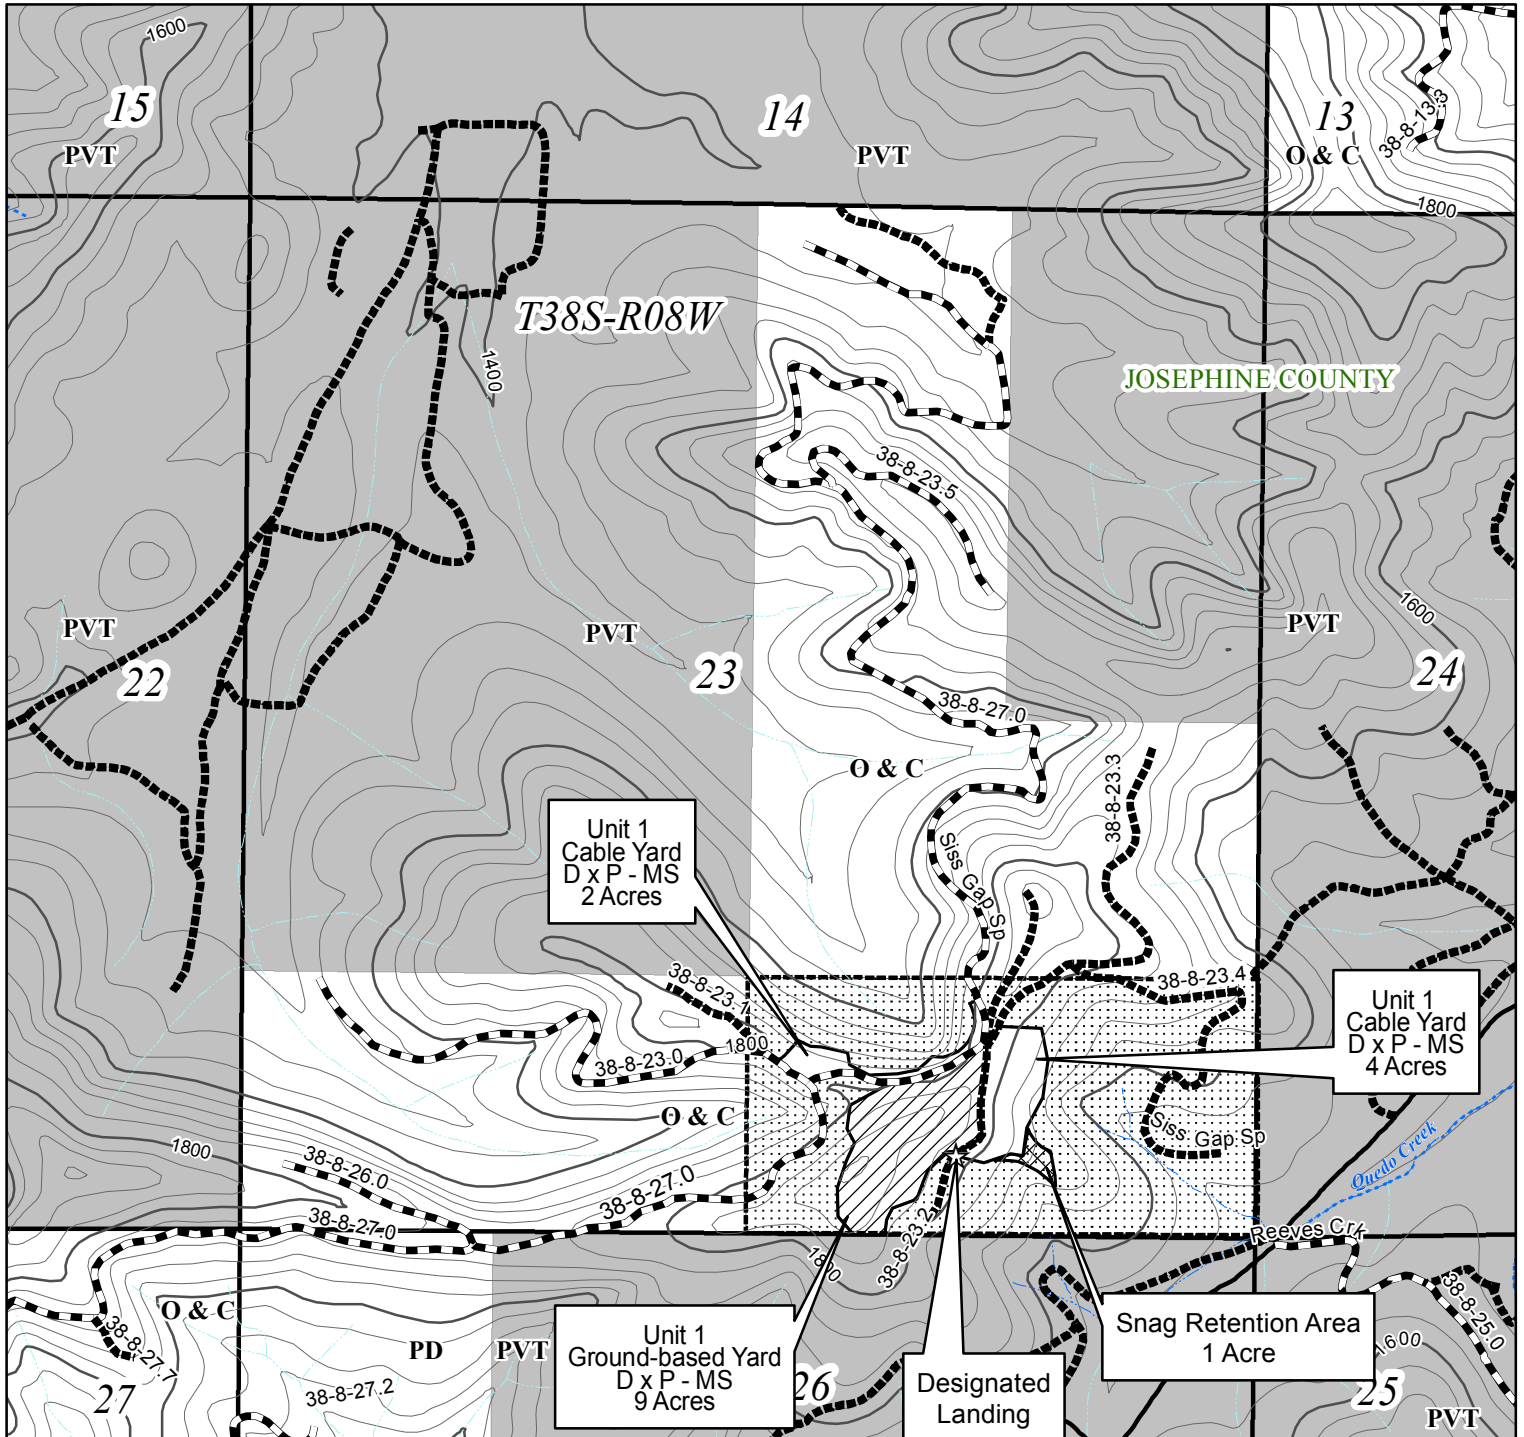 1600
15
PVT
14
PVT
13
O & C
38-8-13.3
1800
T38S-R08W
1400
JOSEPHINE COUNTY
38-8-23.5
1600
PVT
22
PVT
23
PVT
24
38-8-27.0
O & C
38-8-23.3
Unit 1
Cable Yard
D x P - MS
2 Acres
Siss Gap Sp
38-8-23.1
38-8-23.4
Unit 1
Cable Yard
D x P - MS
4 Acres
1800
38-8-23.0
O & C
Siss Gap Sp
1800
38-8-26.0
38-8-27.0
Quedo Creek
38-8-27.0
38-8-23.2
Reeves Crk
1800
O & C
38-8-27.7
PD
PVT
Unit 1
Ground-based Yard
D x P - MS
9 Acres
Snag Retention Area
1 Acre
38-8-25.0
1600
27
38-8-27.2
26
Designated
Landing
25
PVT